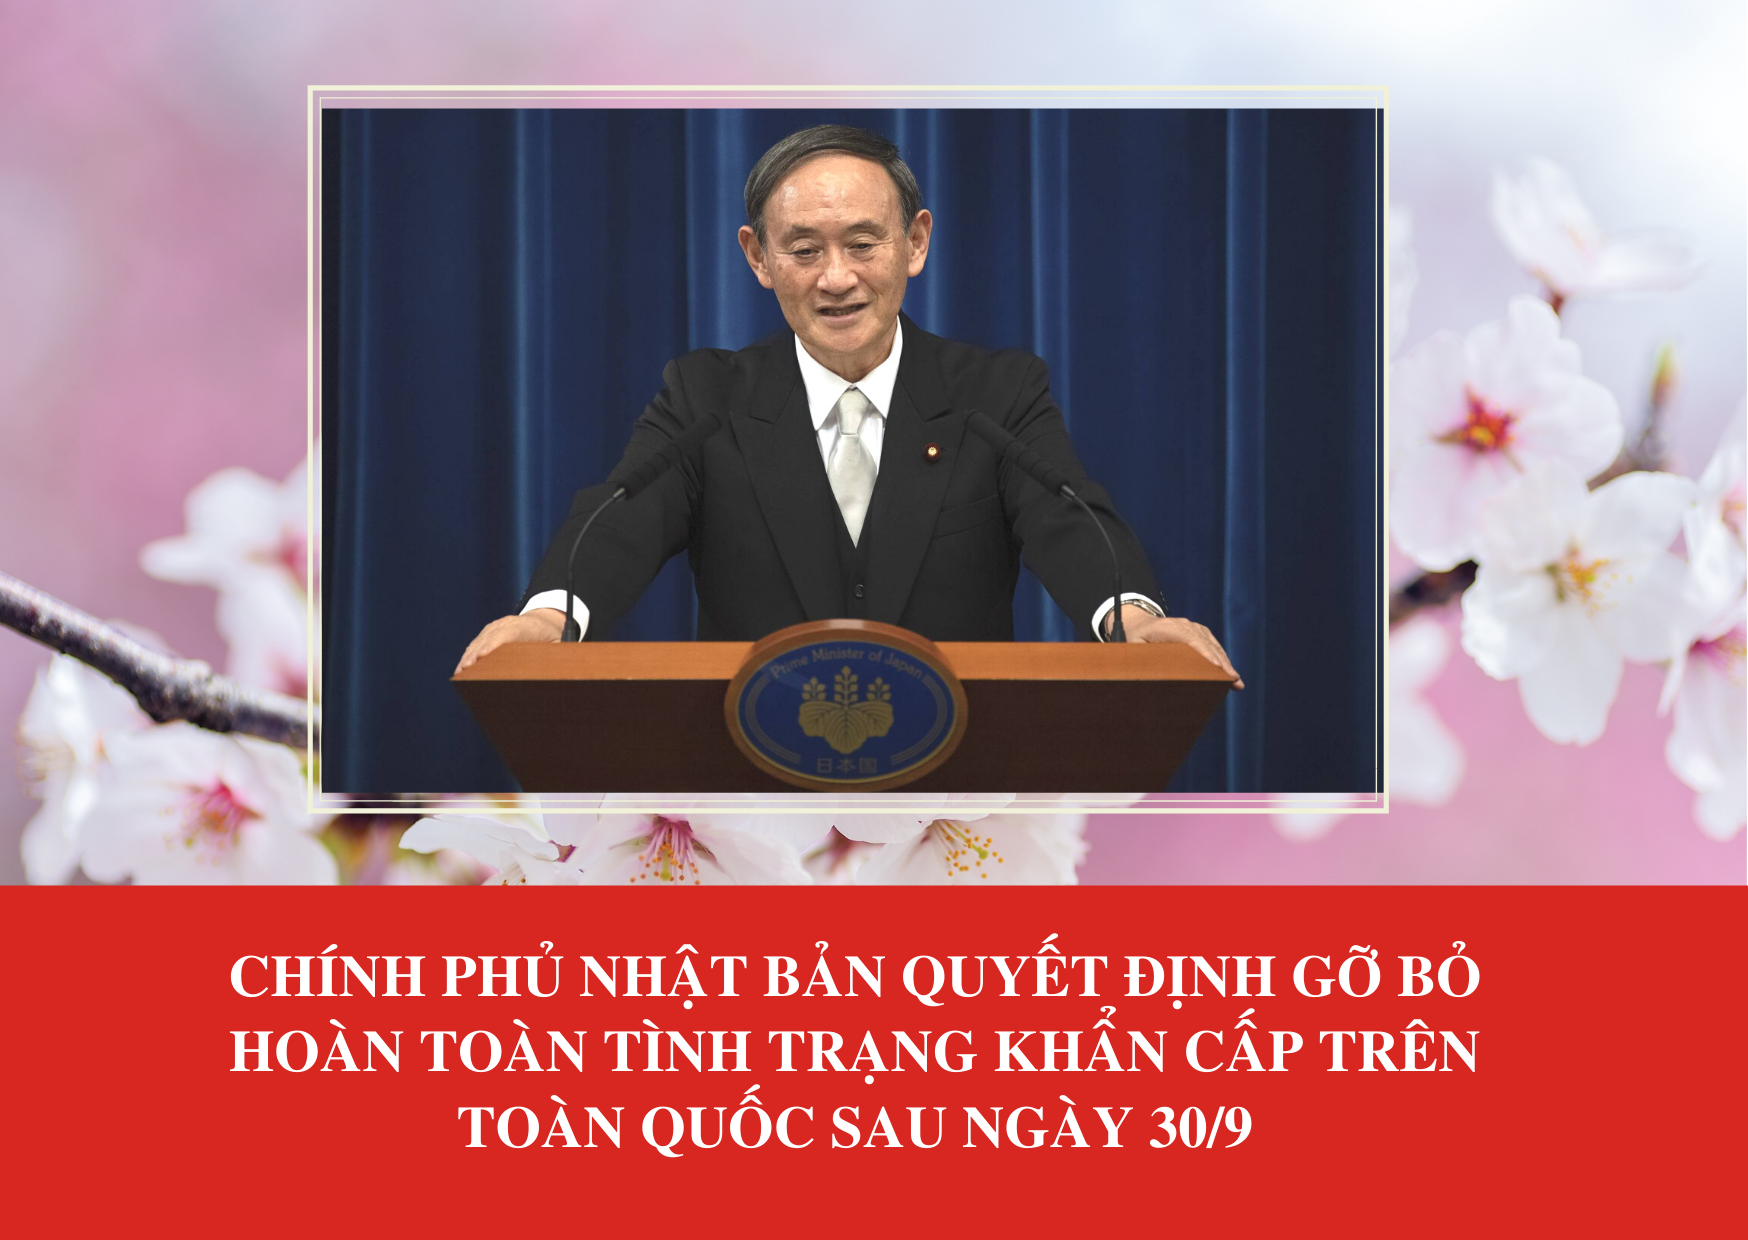 Prime Minister of Japan
日本国
CHÍNH PHỦ NHẬT BẢN QUYẾT ĐỊNH GỠ BỎ
HOÀN TOÀN TÌNH TRẠNG KHẨN CẤP TRÊN
TOÀN QUỐC SAU NGÀY 30/9